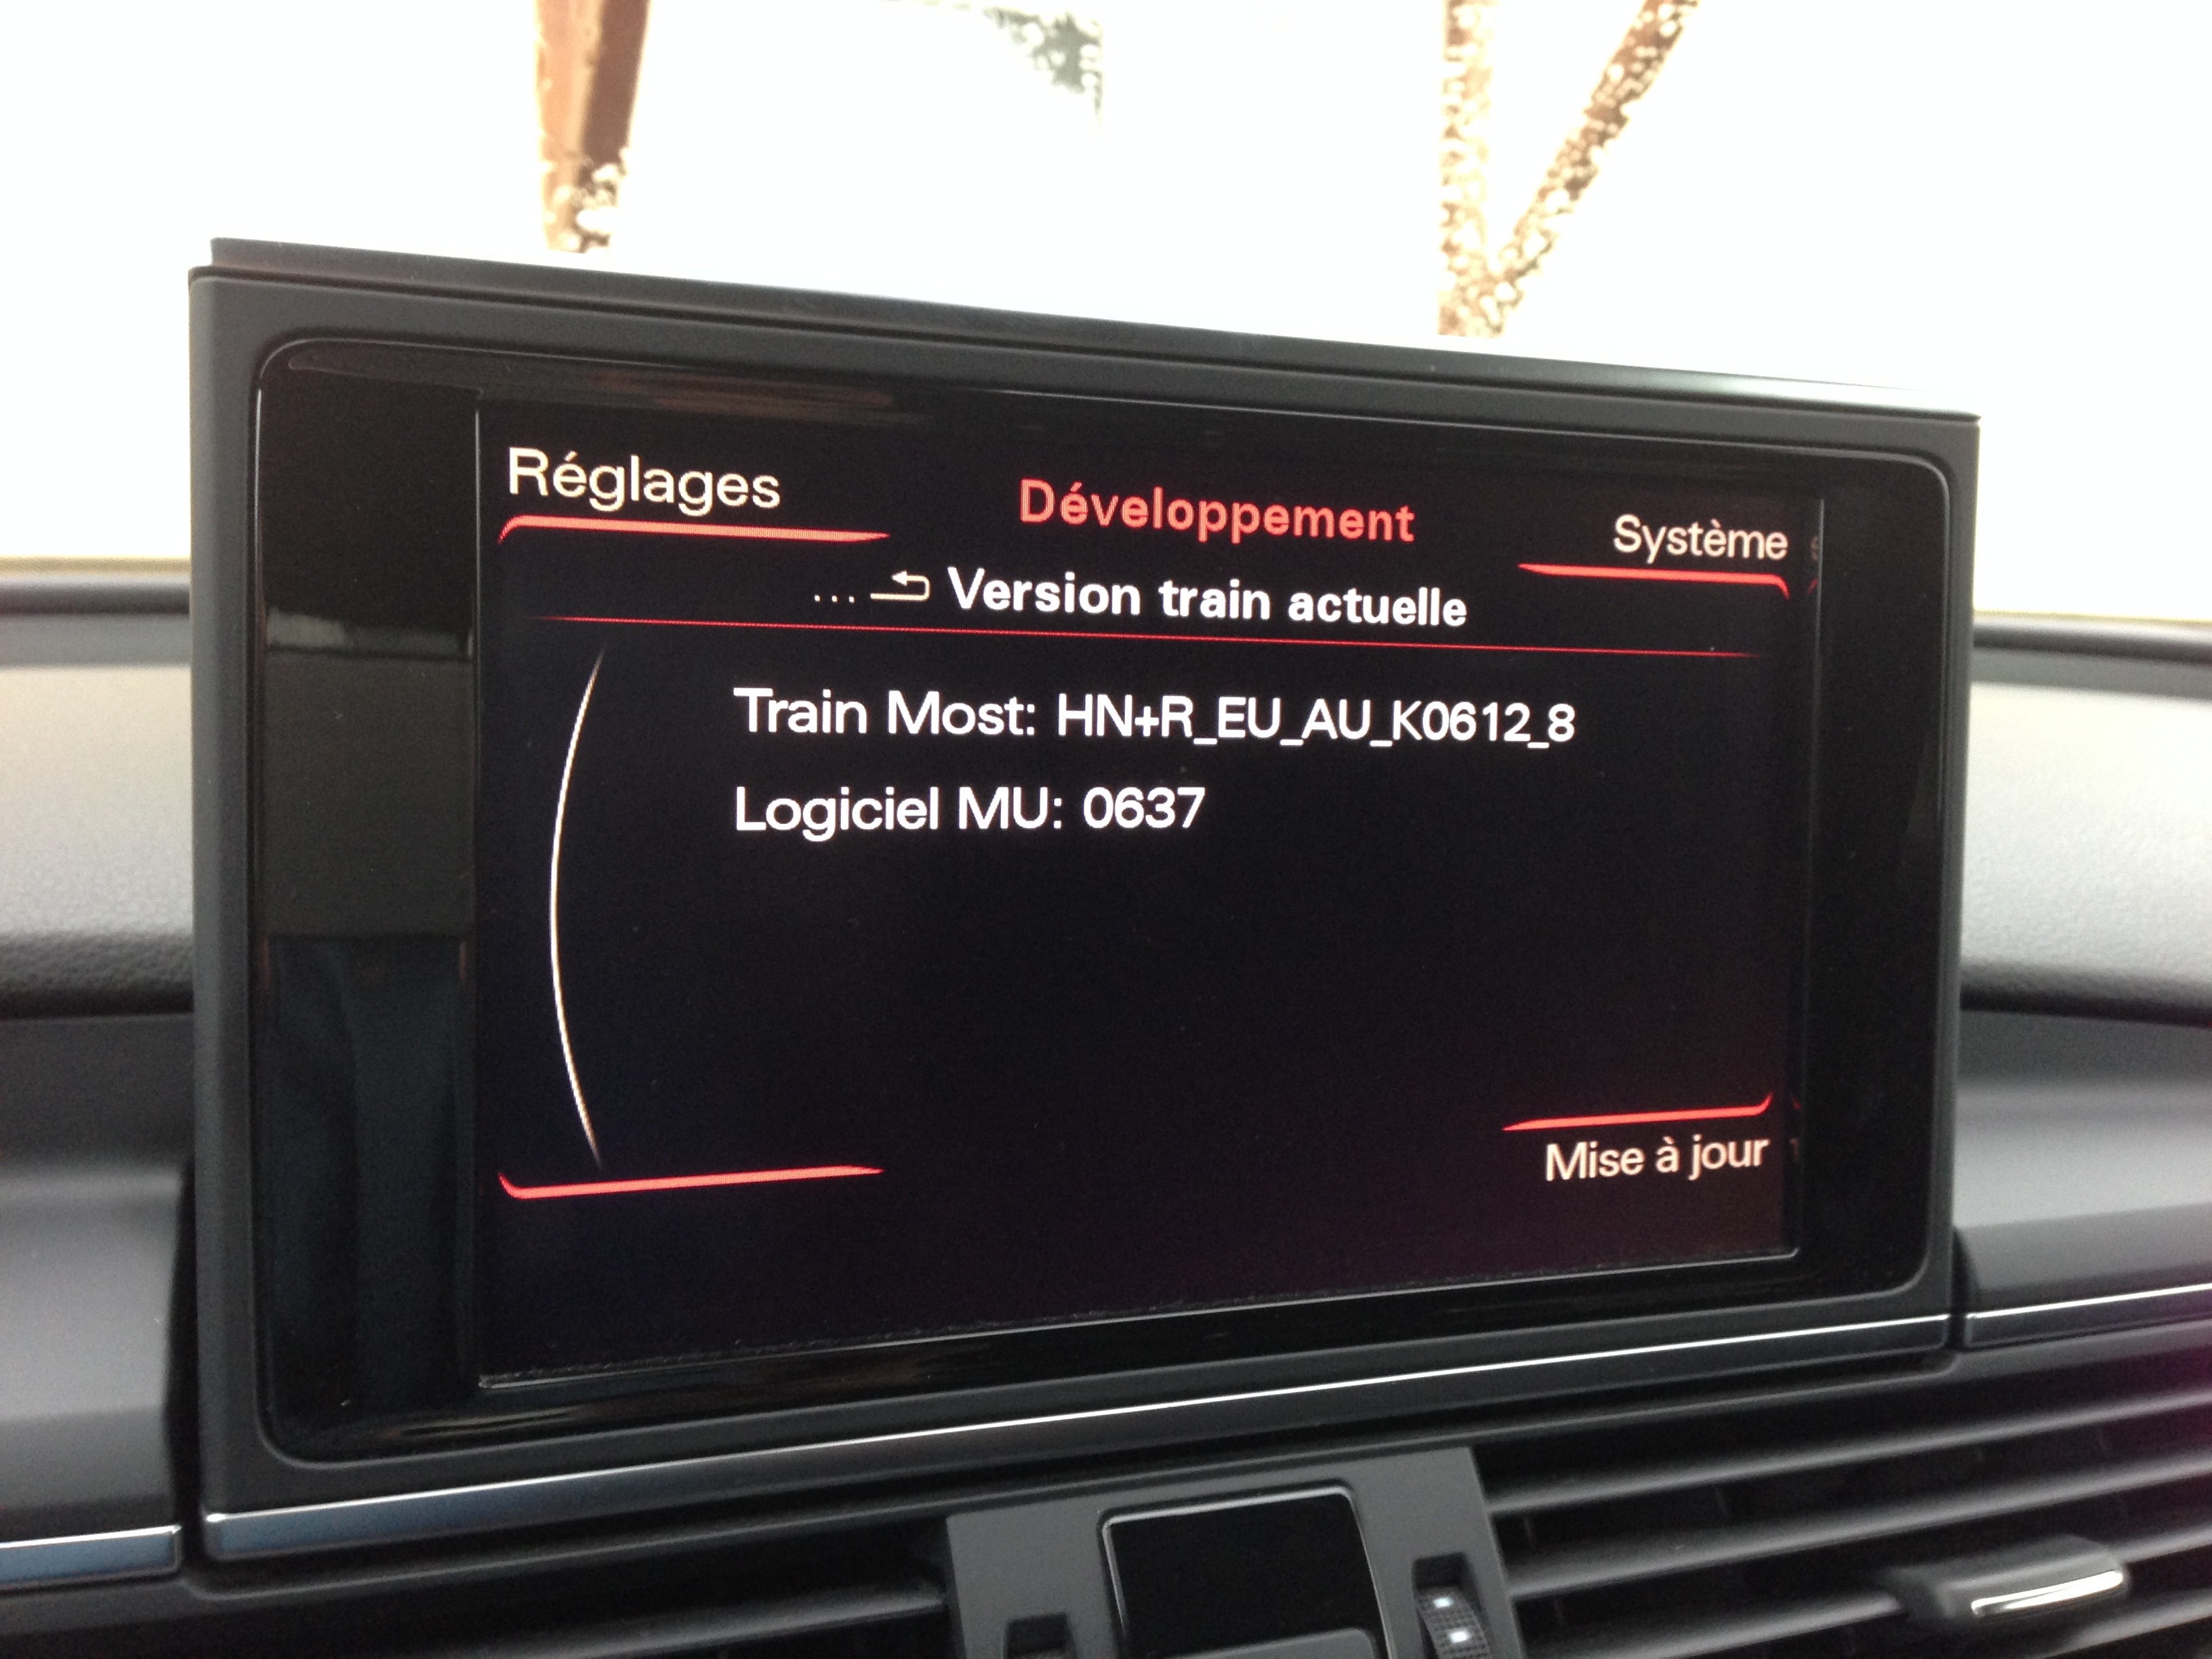 Réglages
Développement
Système
... Version train actuelle
Train Most: HN+R_EU_AU_K0612_8
Logiciel MU: 0637
Mise à jour